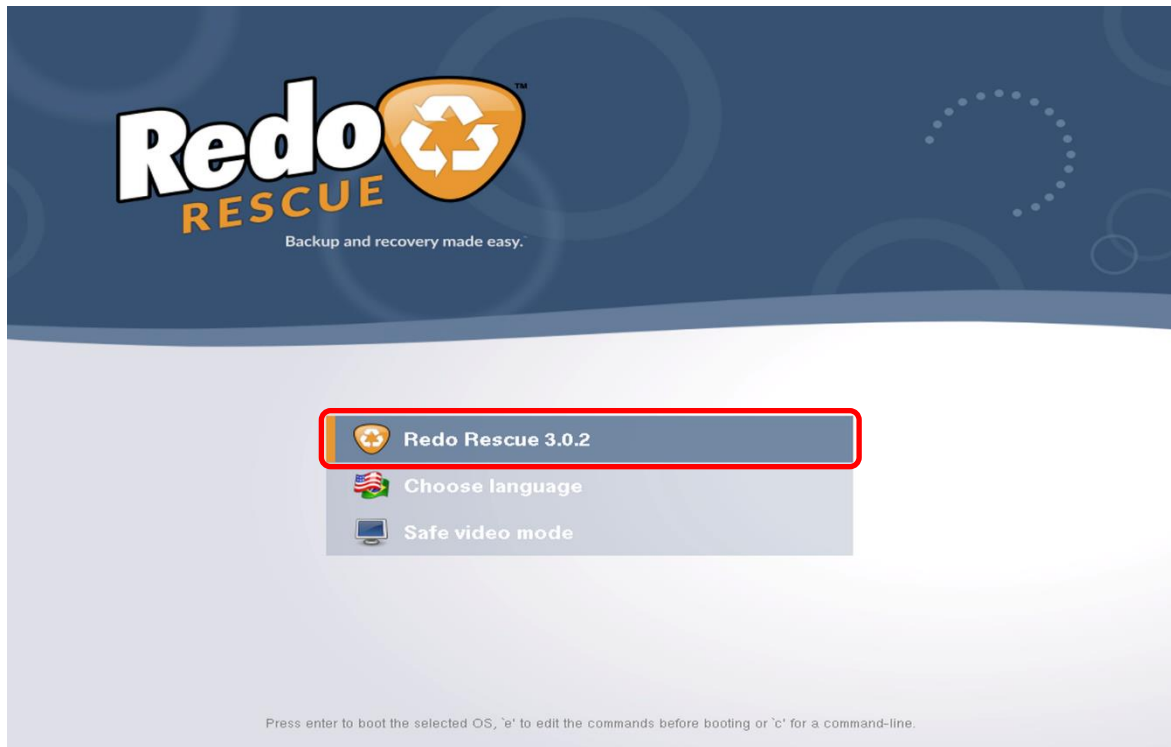 Redo
TM
RESCUE
Backup and recovery made easy.
Redo Rescue 3.0.2
Choose language
Safe video mode
Press enter to boot the selected OS, `e' to edit the commands before booting or `c' for a command-line.